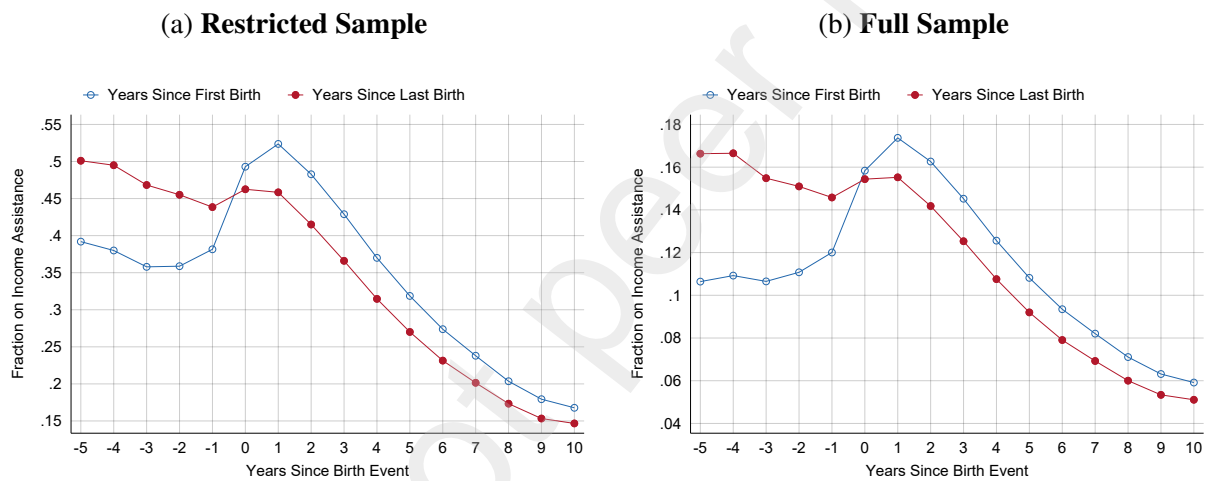 (a) Restricted Sample
Years Since First Birth Years Since Last Birth
.55
.5
.45
.4
.35
.3
.25
.2
.15
Fraction on Income Assistance
-5 -4 -3 -2 -1 0 1 2 3 4 5 6 7 8 9 10
Years Since Birth Event
(b) Full Sample
Years Since First Birth Years Since Last Birth
.18
.16
.14
.12
.1
.08
.06
.04
Fraction on Income Assistance
-5 -4 -3 -2 -1 0 1 2 3 4 5 6 7 8 9 10
Years Since Birth Event
ot peer